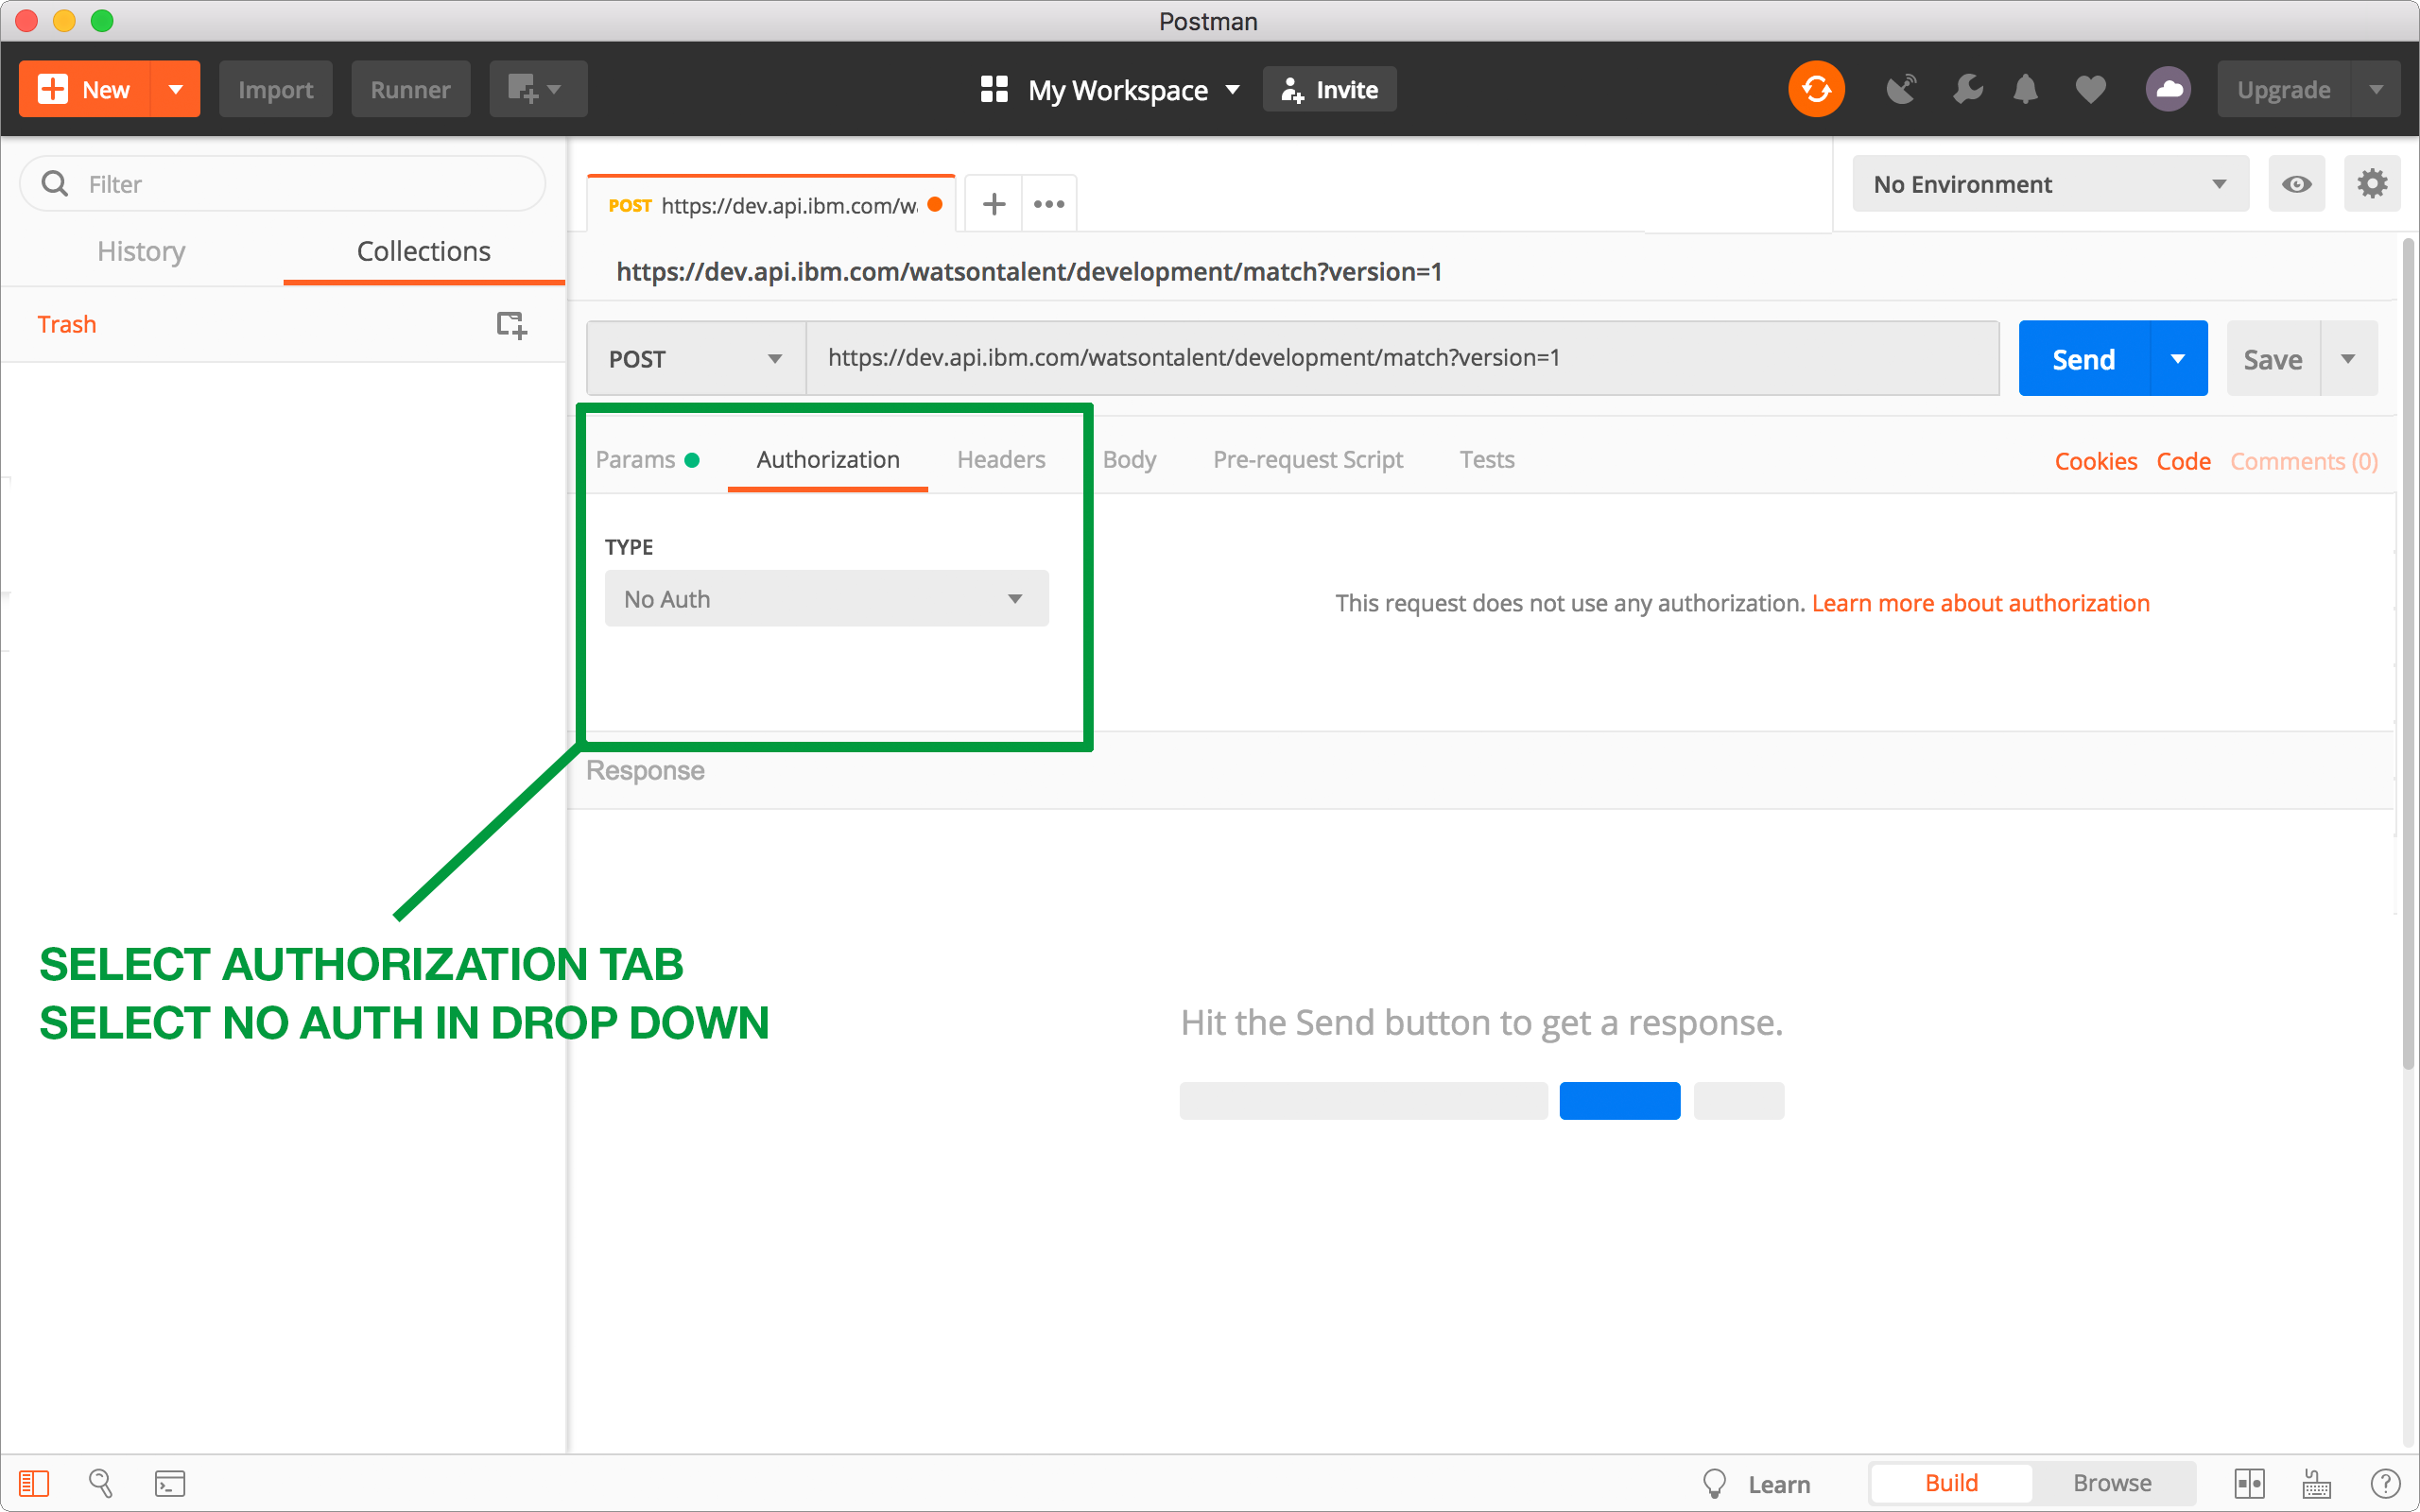 Postman
New Import Runner My Workspace Invite Upgrade
Filter
History Collections
Trash
POST https://dev.api.ibm.com/wa
No Environment
https://dev.api.ibm.com/watsontalent/development/match?version=1
POST https://dev.api.ibm.com/watsontalent/development/match?version=1 Send Save
Params Authorization Headers Body Pre-request Script Tests Cookies Code Comments (0)
TYPE
No Auth
This request does not use any authorization. Learn more about authorization
Response
SELECT AUTHORIZATION TAB
SELECT NO AUTH IN DROP DOWN
Hit the Send button to get a response.
Learn Build Browse